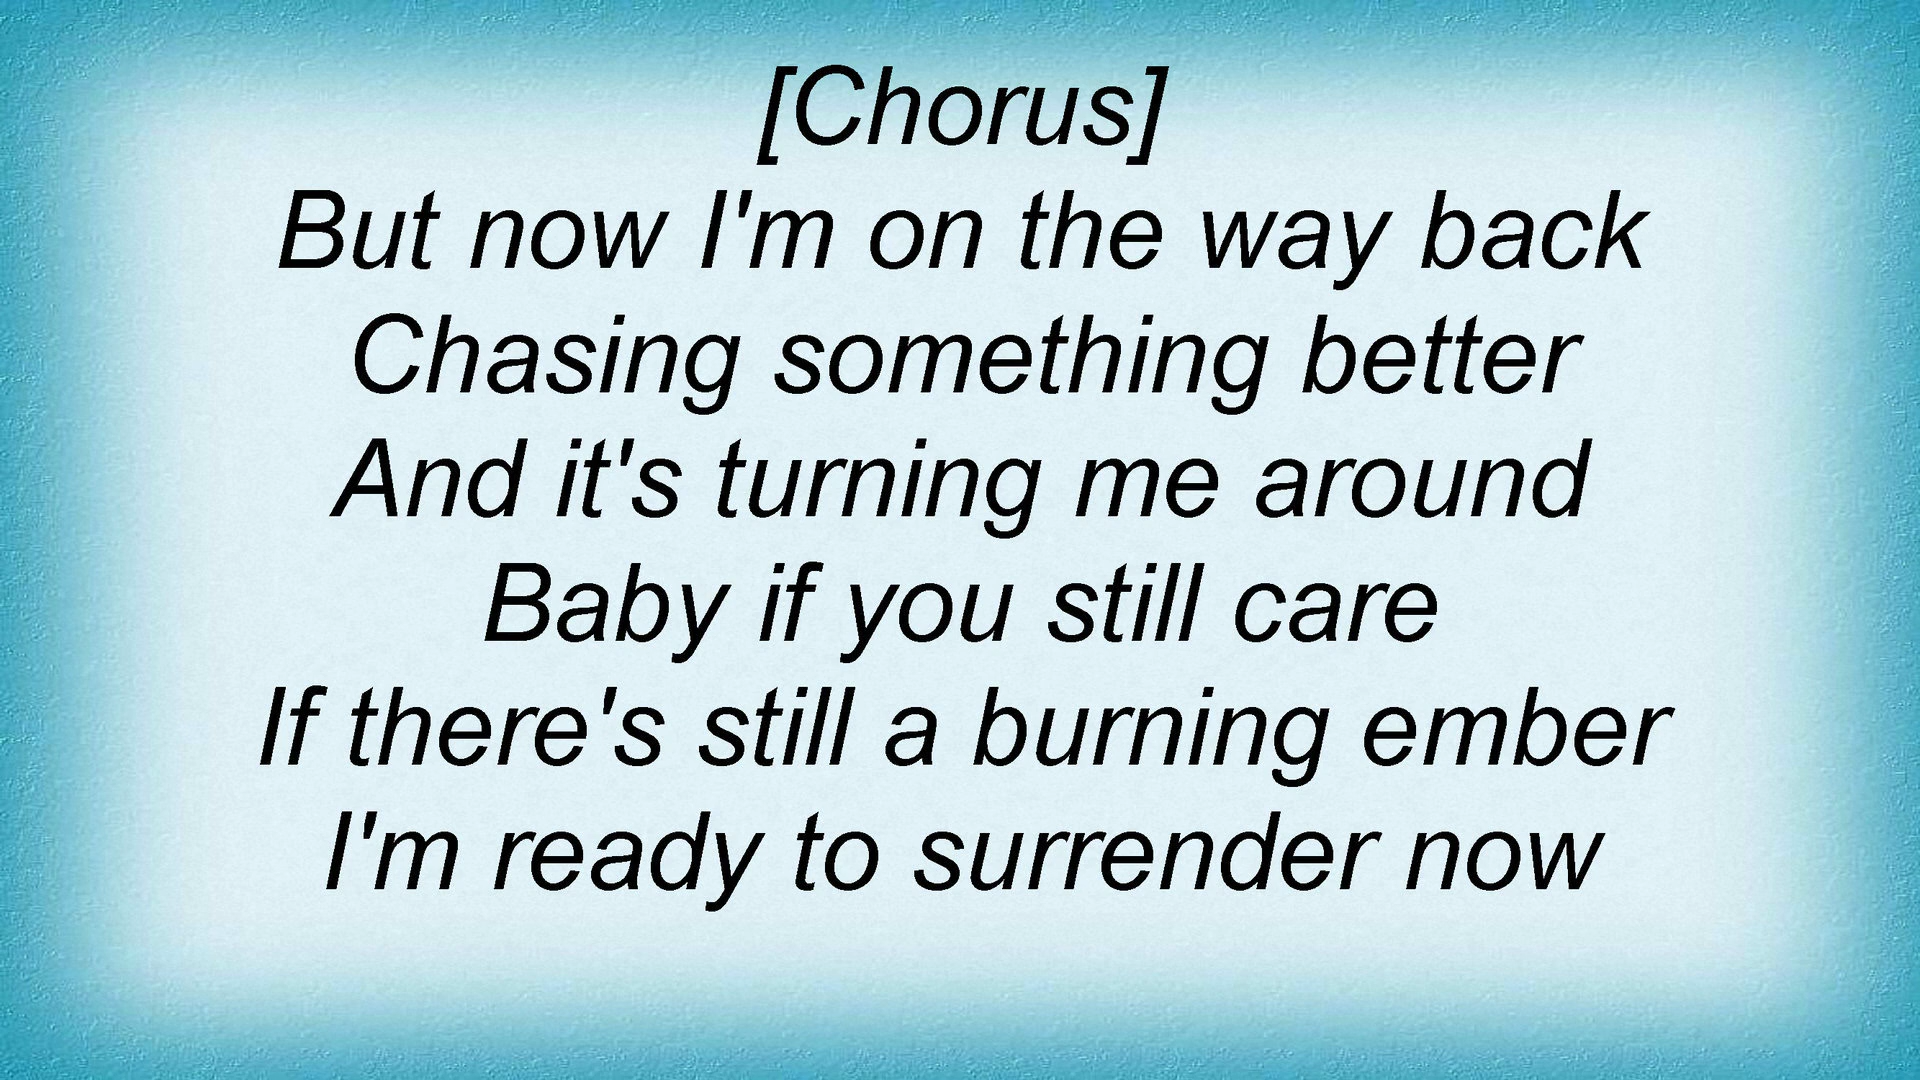 [Chorus]
But now I'm on the way back
Chasing something better
And it's turning me around
Baby if you still care
If there's still a burning ember
I'm ready to surrender now